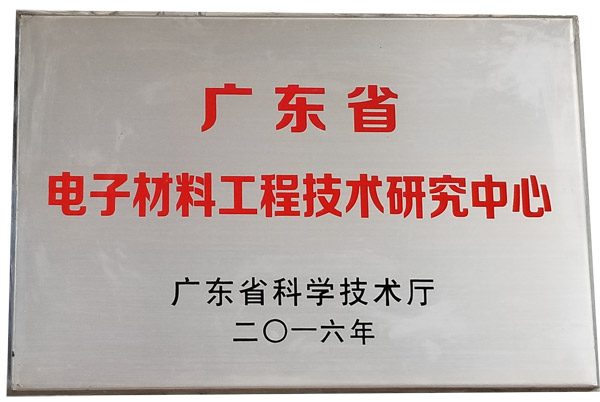 广东省
电子材料工程技术研究中心
广东省科学技术厅
二〇一六年